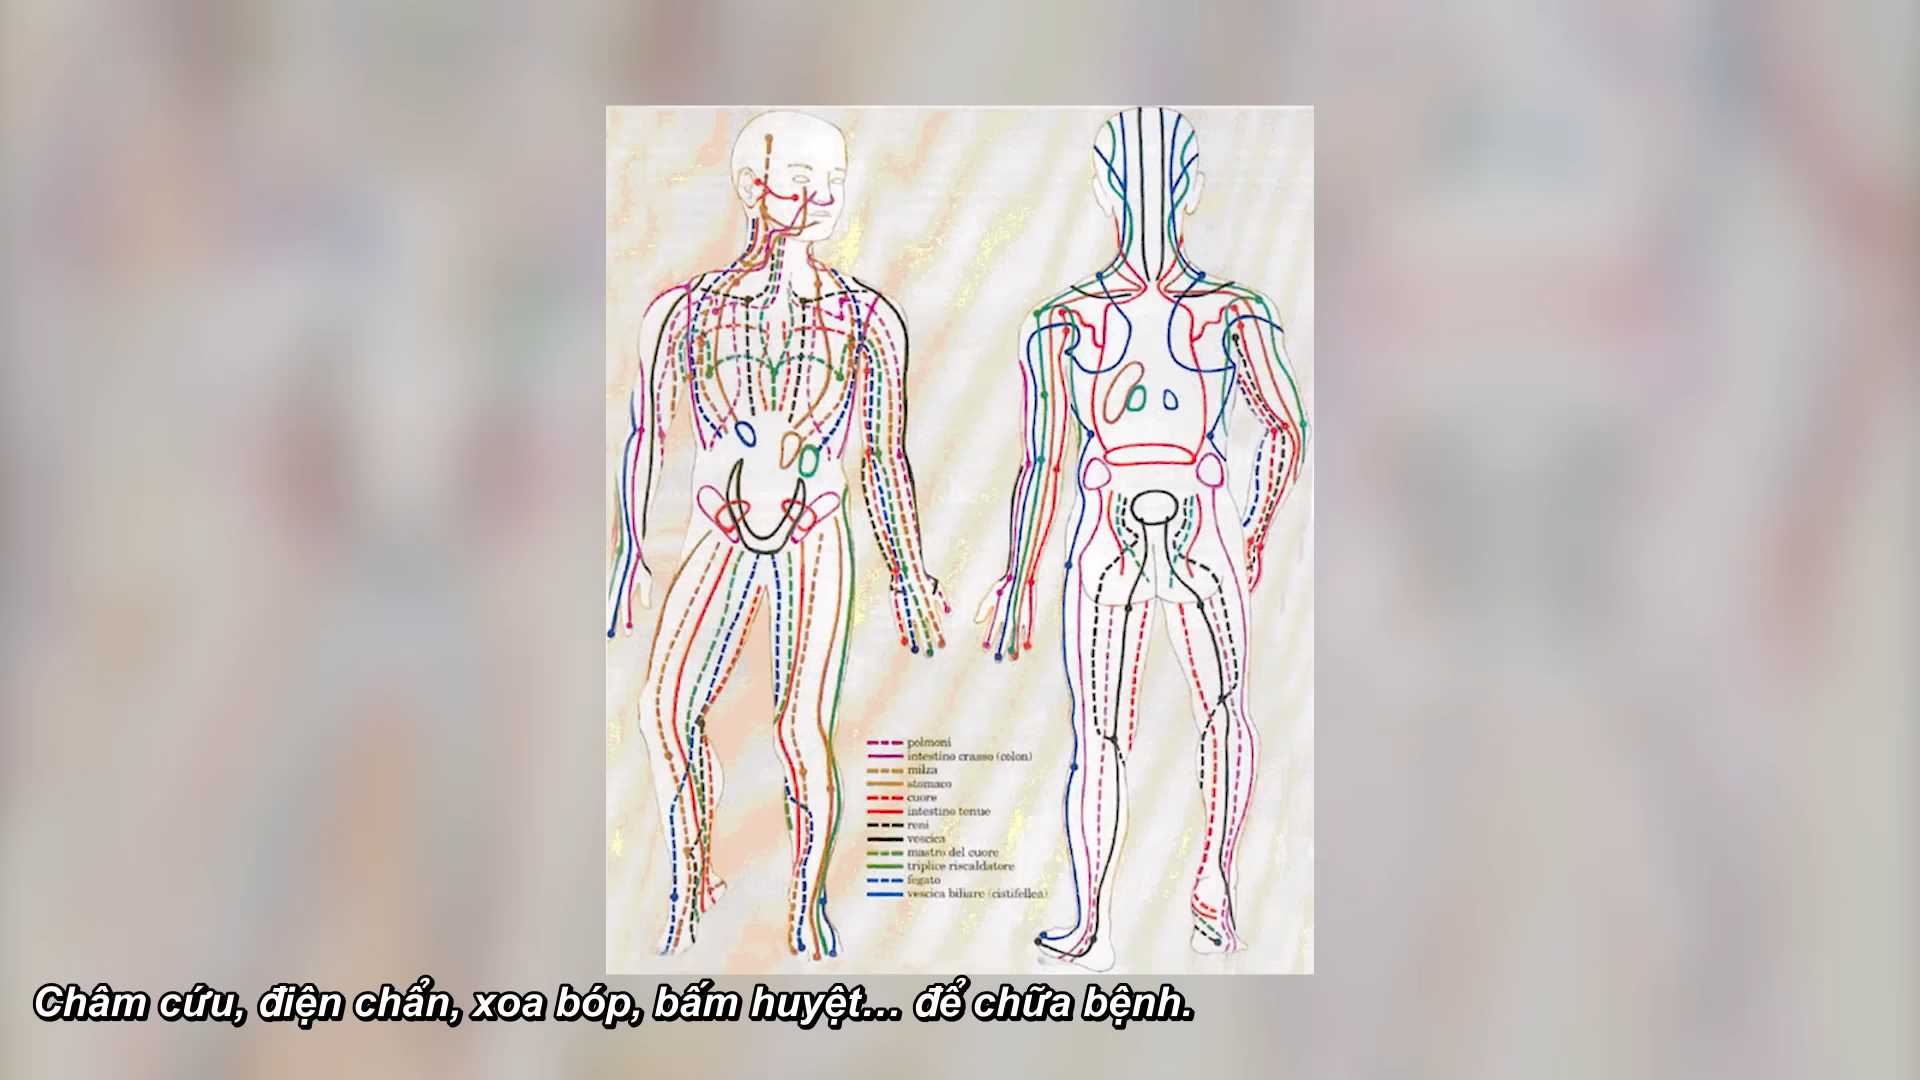 polmoni
intestino crasso (colon)
milza
stomaco
cuore
intestino tenue
reni
vescica
mastro del cuore
triplice riscaldatore
fegato
vescica biliare (cistifellea)
Châm cứu, điện chẩn, xoa bóp, bấm huyệt... để chữa bệnh.